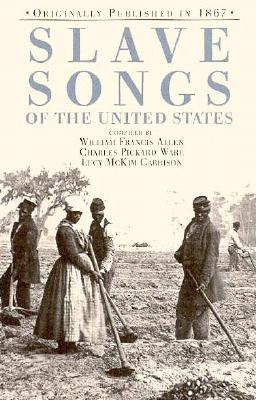 • ORIGINALLY PUBLISHED IN 1867 •
SLAVE
SONGS
OF THE UNITED STATES
COMPILED BY
WILLIAM FRANCIS ALLEN
CHARLES PICKARD WARE
LUCY MCKIM GARRISON